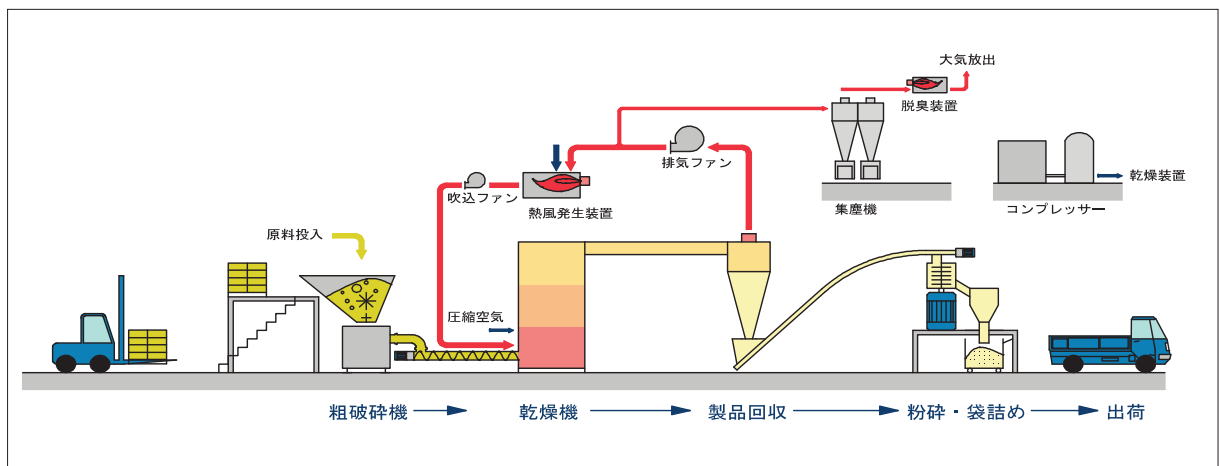 大気放出
脱臭装置
排気ファン
乾燥装置
吹込ファン
熱風発生装置
集塵機
コンプレッサー
原料投入
圧縮空気
粗破砕機
乾燥機
製品回収
粉砕・袋詰め
出荷